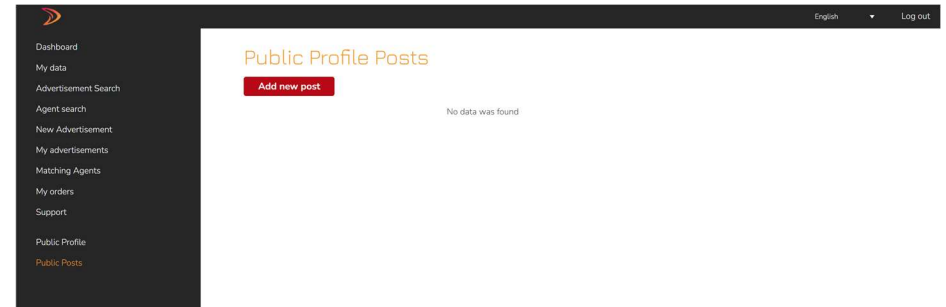 English ▼ Log out
Dashboard
My data
Advertisement Search
Agent search
New Advertisement
My advertisements
Matching Agents
My orders
Support
Public Profile
Public Posts
Public Profile Posts
Add new post
No data was found